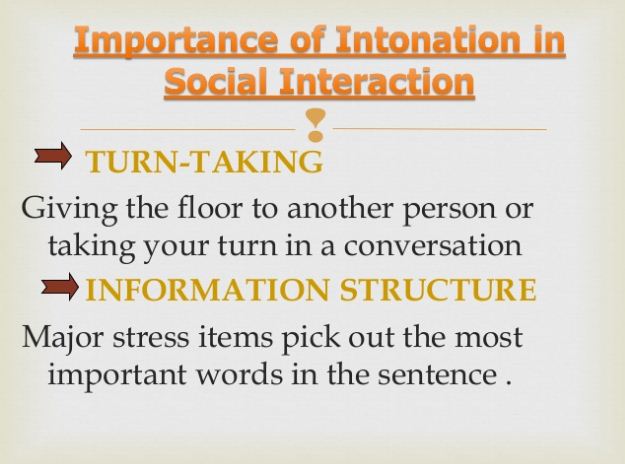 Importance of Intonation in
Social Interaction
TURN-TAKING
Giving the floor to another person or
taking your turn in a conversation
INFORMATION STRUCTURE
Major stress items pick out the most
important words in the sentence .